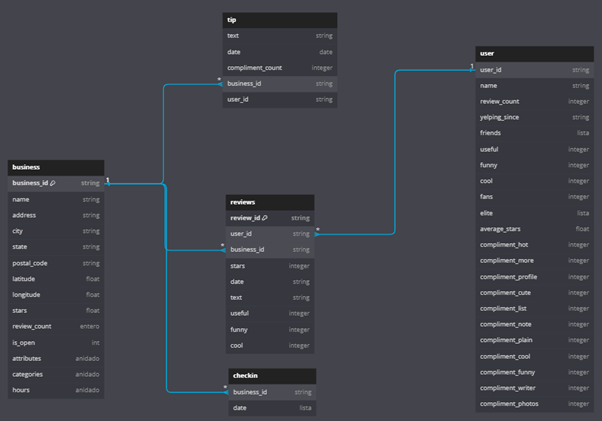 tip
text string
date date
compliment_count integer
business_id string
user_id string
business
business_id string
name string
address string
city string
state string
postal_code string
latitude float
longitude float
stars float
review_count entero
is_open int
attributes anidado
categories anidado
hours anidado
reviews
review_id string
user_id string
business_id string
stars integer
date string
text string
useful integer
funny integer
cool integer
checkin
business_id string
date lista
user
user_id string
name string
review_count integer
yelping_since string
friends lista
useful integer
funny integer
cool integer
fans integer
elite lista
average_stars float
compliment_hot integer
compliment_more integer
compliment_profile integer
compliment_cute integer
compliment_list integer
compliment_note integer
compliment_plain integer
compliment_cool integer
compliment_funny integer
compliment_writer integer
compliment_photos integer
1
*
*
*
*
1